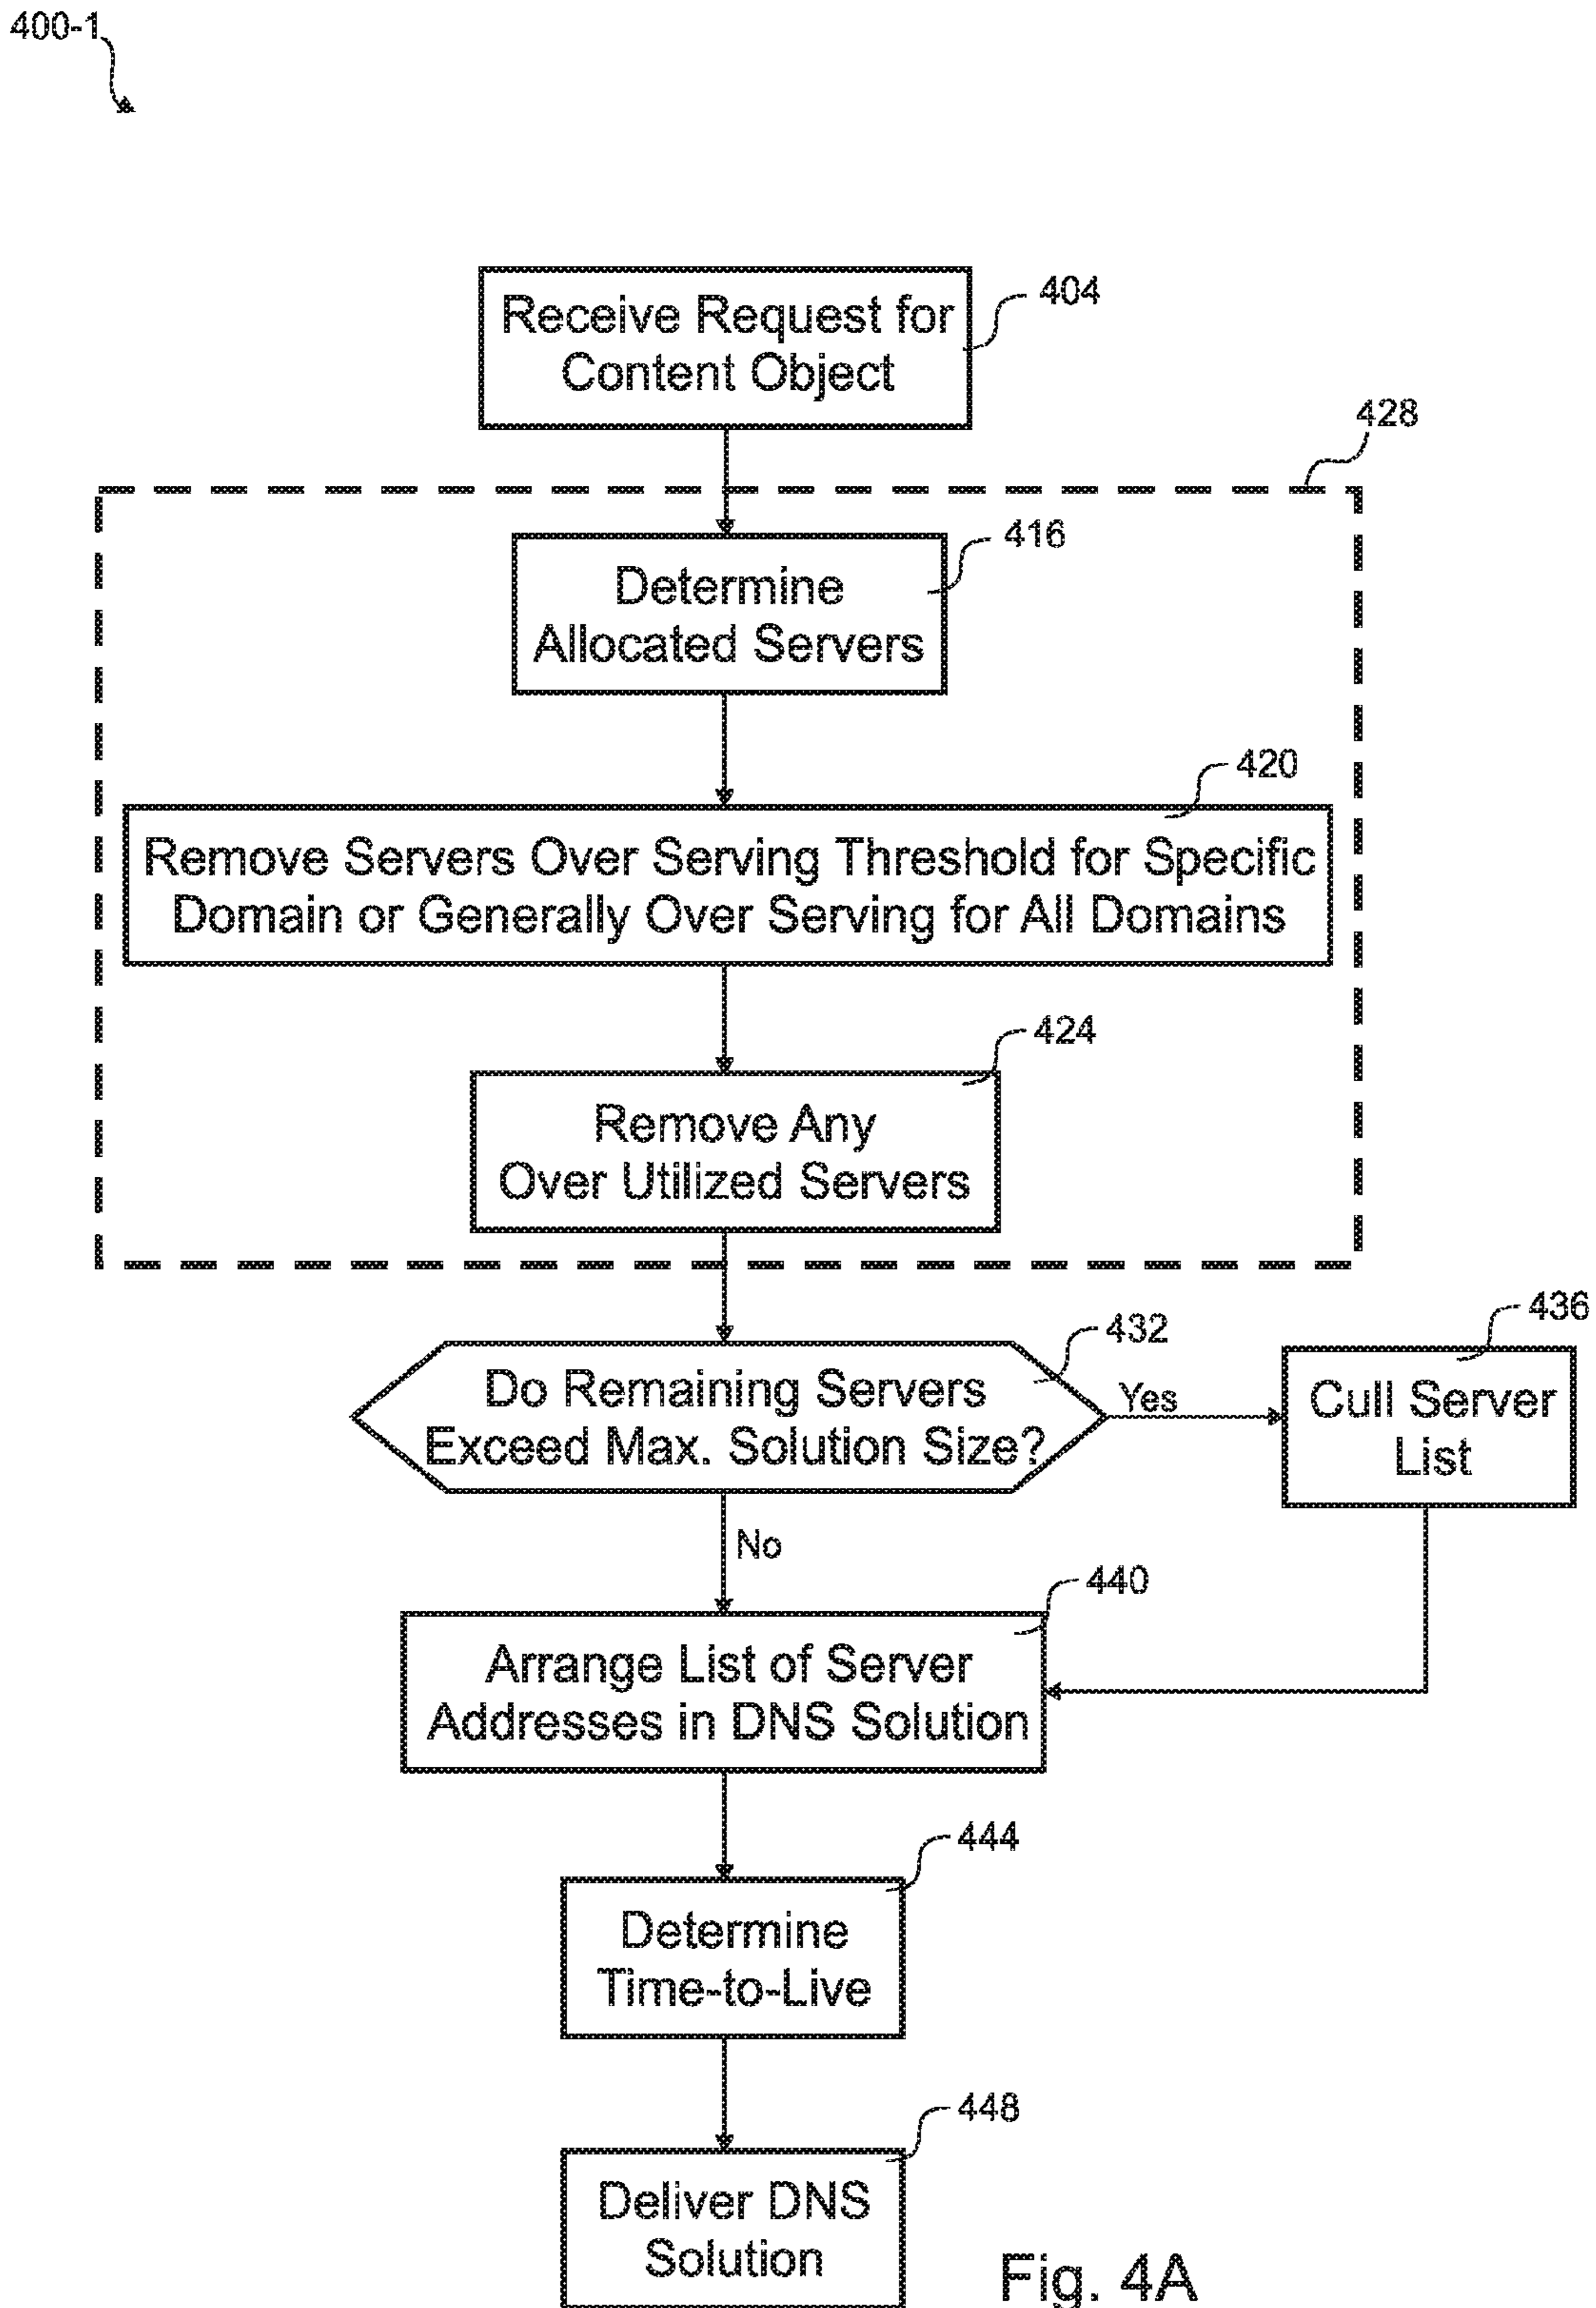 400-1
Receive Request for
Content Object
404
428
Determine
Allocated Servers
416
420
Remove Servers Over Serving Threshold for Specific
Domain or Generally Over Serving for All Domains
424
Remove Any
Over Utilized Servers
432
Do Remaining Servers
Exceed Max. Solution Size?
Yes
436
Cull Server
List
No
440
Arrange List of Server
Addresses in DNS Solution
444
Determine
Time-to-Live
448
Deliver DNS
Solution
Fig. 4A